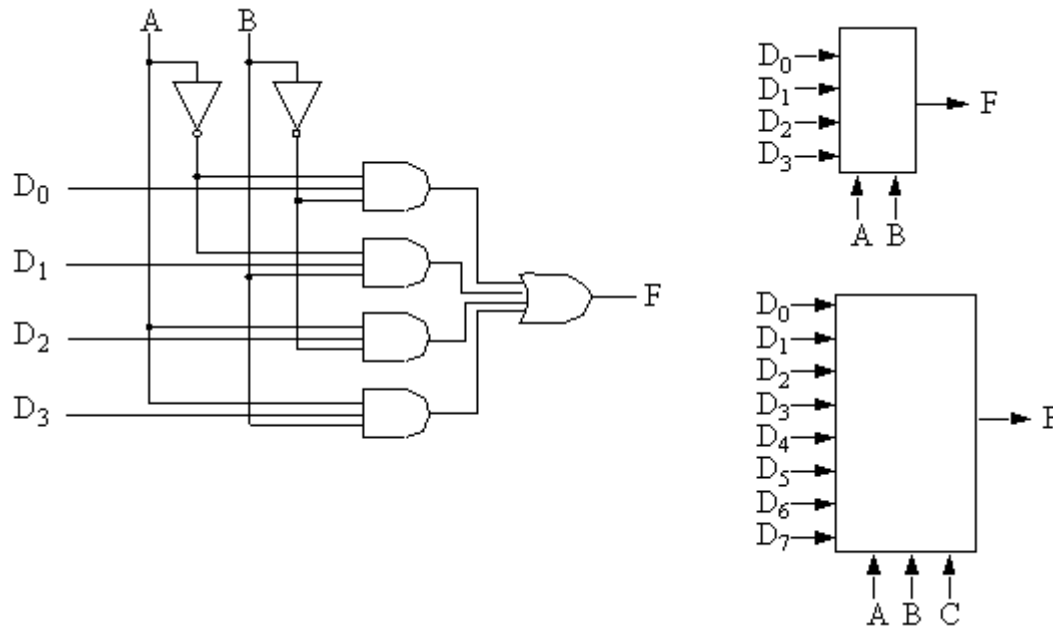 A B
D₀
D₁
D₂
D₃
F
D₀
D₁
D₂
D₃
F
A B
D₀
D₁
D₂
D₃
D₄
D₅
D₆
D₇
F
A B C